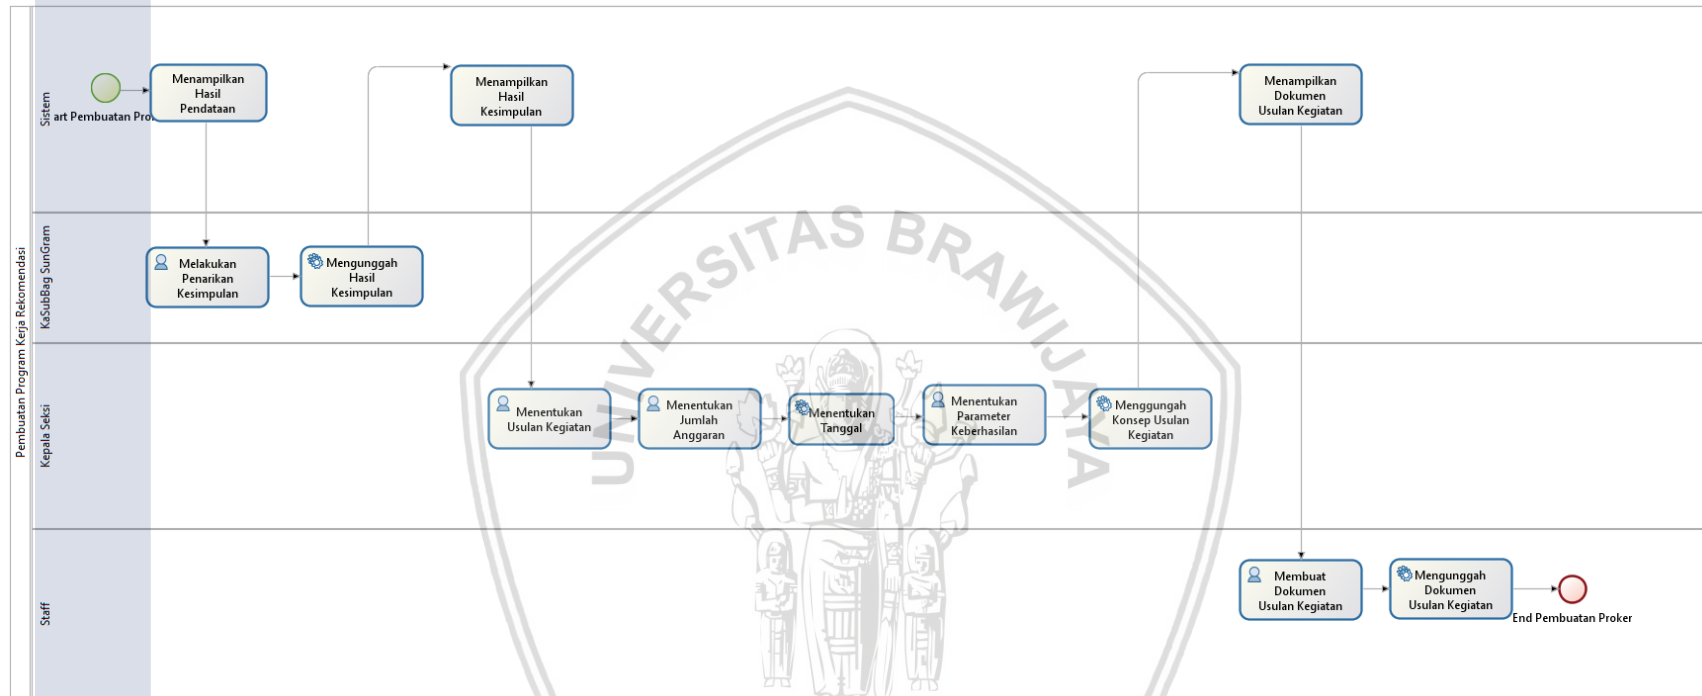 Pembuatan Program Kerja Rekomendasi
Sistem
art Pembuatan Pro
Menampilkan
Hasil
Pendataan
Menampilkan
Hasil
Kesimpulan
Menampilkan
Dokumen
Usulan Kegiatan
KaSubBag SunGram
Melakukan
Penarikan
Kesimpulan
Mengunggah
Hasil
Kesimpulan
UNIVERSITAS BRAWIJAYA
Kepala Seksi
Menentukan
Usulan Kegiatan
Menentukan
Jumlah
Anggaran
Menentukan
Tanggal
Menentukan
Parameter
Keberhasilan
Menggungah
Konsep Usulan
Kegiatan
Staff
Membuat
Dokumen
Usulan Kegiatan
Mengunggah
Dokumen
Usulan Kegiatan
End Pembuatan Proker